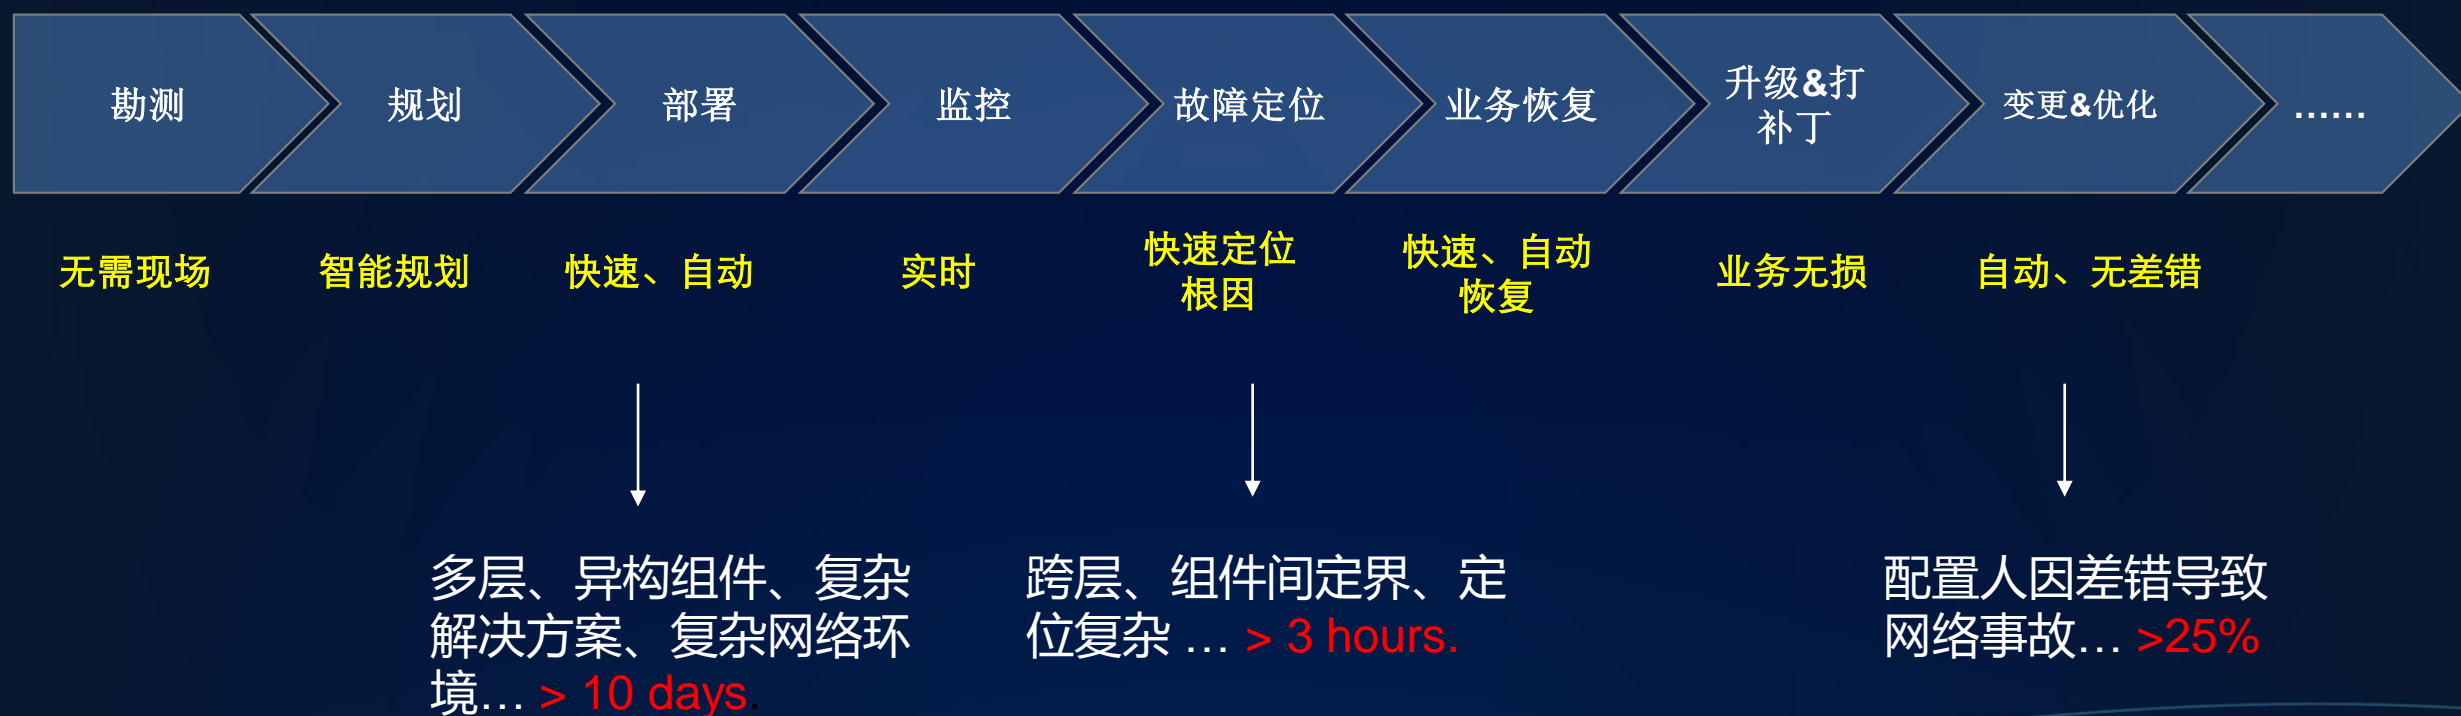 勘测
规划
部署
监控
故障定位
业务恢复
升级&打
补丁
变更&优化
......
无需现场
智能规划
快速、自动
实时
快速定位
根因
快速、自动
恢复
业务无损
自动、无差错
多层、异构组件、复杂
解决方案、复杂网络环
境… > 10 days.
跨层、组件间定界、定
位复杂 … > 3 hours.
配置人因差错导致
网络事故… >25%